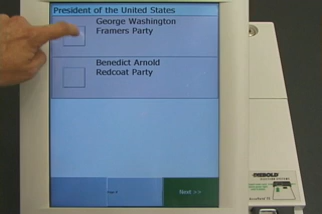 President of the United States
George Washington
Framers Party
Benedict Arnold
Redcoat Party
Next
DIEBOLD